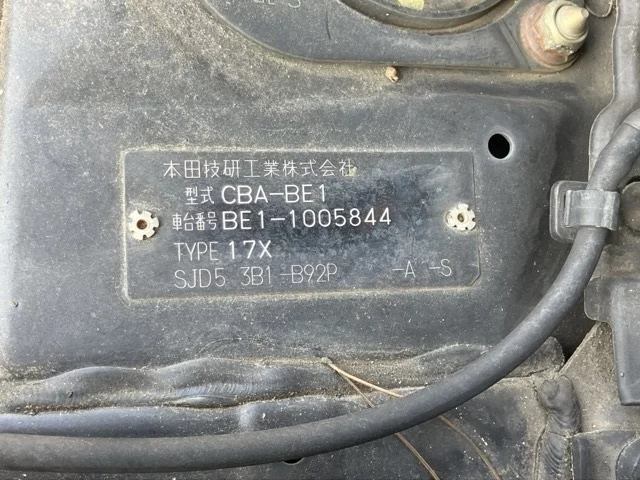 本田技研工業株式会社
型式 CBA-BE1
車台番号 BE1-1005844
TYPE 17X
SJD5 3B1-B92P -A -S